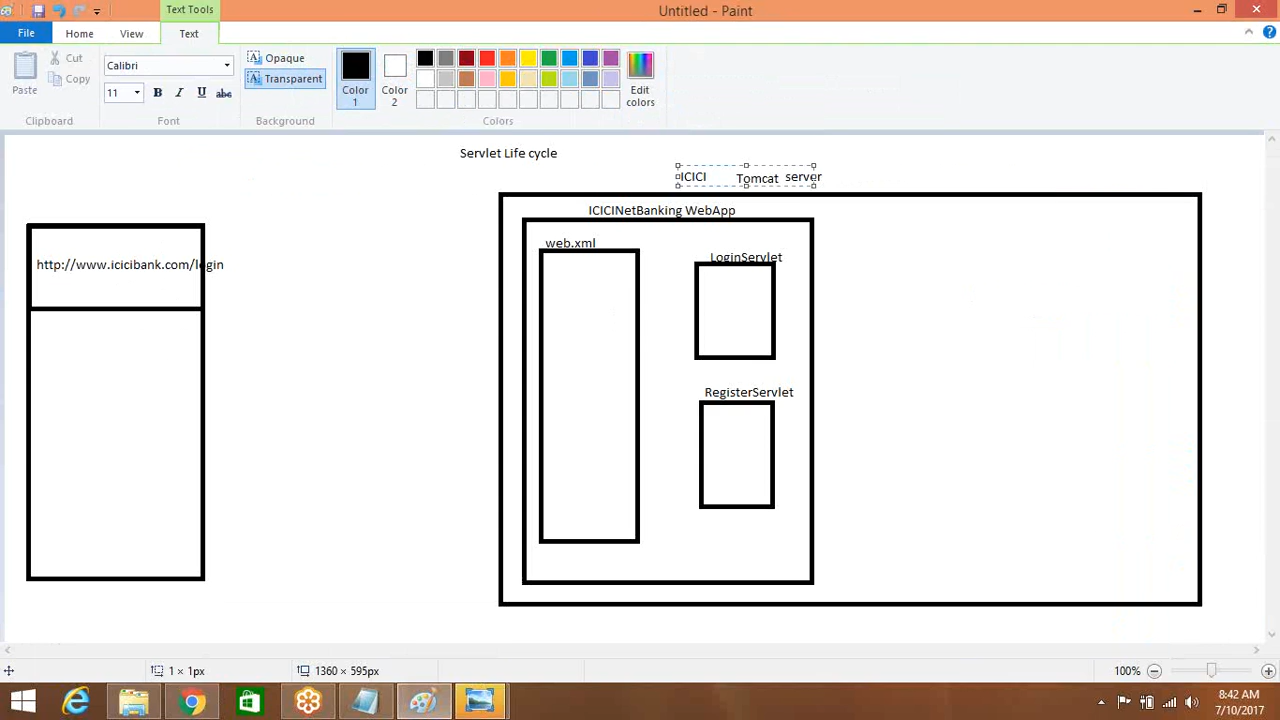 Text Tools
Untitled - Paint
File
Home
View
Text
Paste
Cut
Copy
Clipboard
Calibri
11
B I U abc
Font
Opaque
Transparent
Background
Color 1
Color 2
Edit colors
Colors
Servlet Life cycle
ICICI Tomcat server
ICICINetBanking WebApp
web.xml
LoginServlet
http://www.icicibank.com/login
RegisterServlet
1 × 1px
1360 × 595px
100%
8:42 AM
7/10/2017